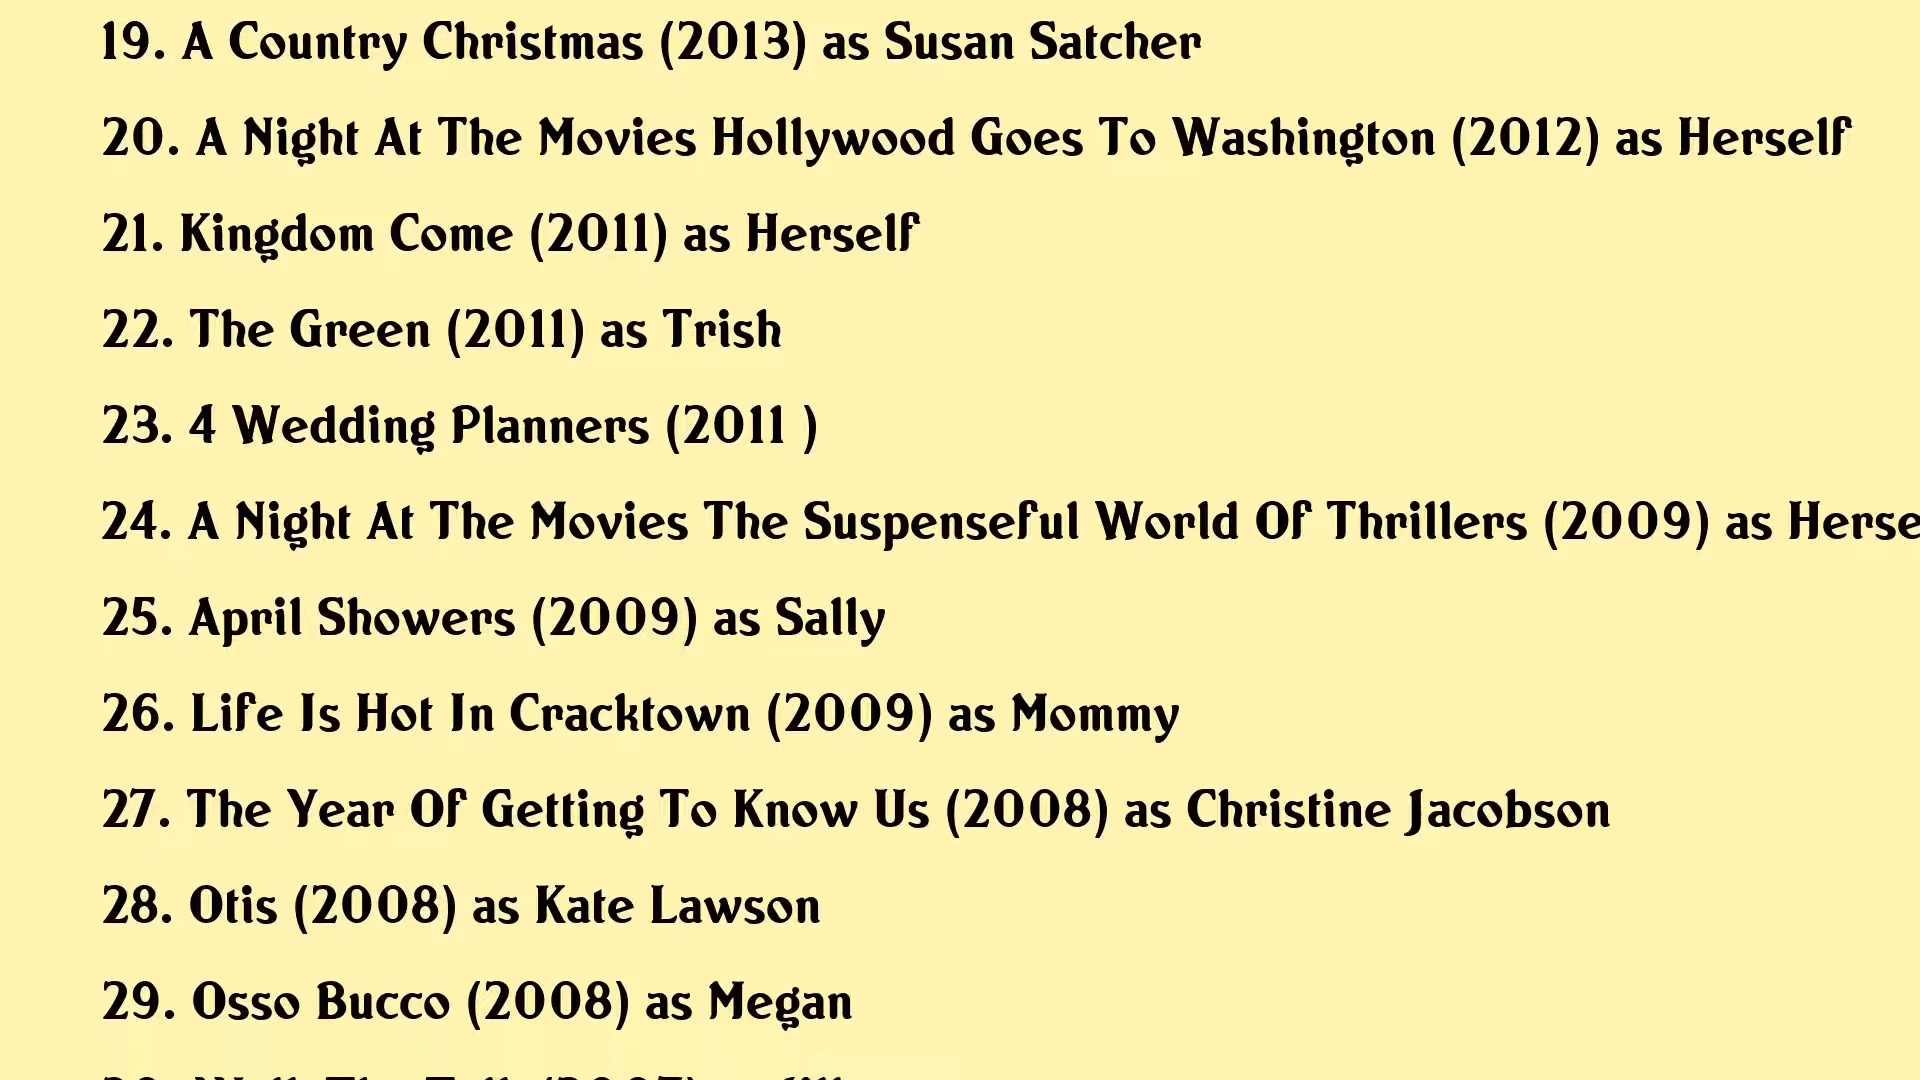 19. A Country Christmas (2013) as Susan Satcher
20. A Night At The Movies Hollywood Goes To Washington (2012) as Herself
21. Kingdom Come (2011) as Herself
22. The Green (2011) as Trish
23. 4 Wedding Planners (2011 )
24. A Night At The Movies The Suspenseful World Of Thrillers (2009) as Herse
25. April Showers (2009) as Sally
26. Life Is Hot In Cracktown (2009) as Mommy
27. The Year Of Getting To Know Us (2008) as Christine Jacobson
28. Otis (2008) as Kate Lawson
29. Osso Bucco (2008) as Megan